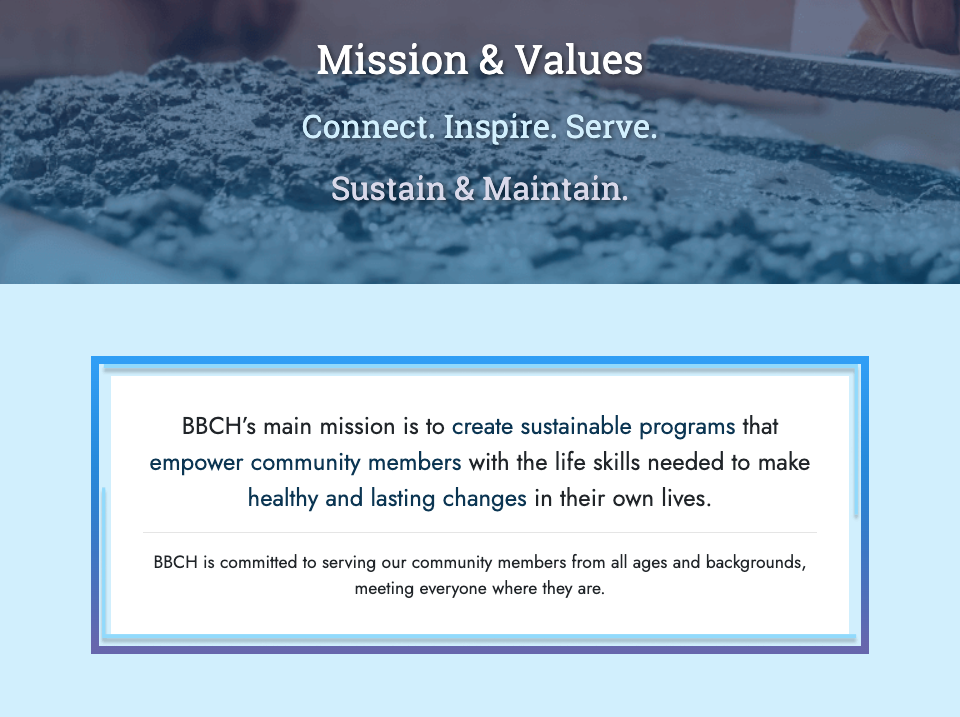 Mission & Values
Connect. Inspire. Serve.
Sustain & Maintain.
BBCH’s main mission is to create sustainable programs that
empower community members with the life skills needed to make
healthy and lasting changes in their own lives.
BBCH is committed to serving our community members from all ages and backgrounds,
meeting everyone where they are.